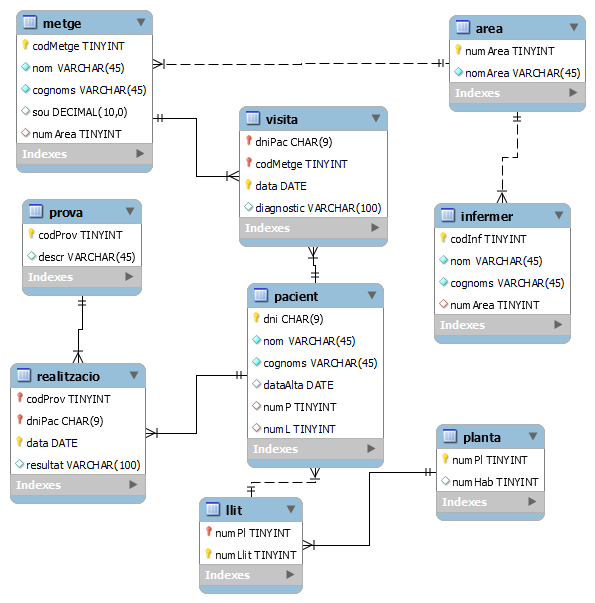 metge
codMetge TINYINT
nom VARCHAR(45)
cognoms VARCHAR(45)
sou DECIMAL(10,0)
numArea TINYINT
Indexes
area
numArea TINYINT
nomArea VARCHAR(45)
Indexes
visita
dniPac CHAR(9)
codMetge TINYINT
data DATE
diagnostic VARCHAR(100)
Indexes
prova
codProv TINYINT
descr VARCHAR(45)
Indexes
infermer
codInf TINYINT
nom VARCHAR(45)
cognoms VARCHAR(45)
numArea TINYINT
Indexes
pacient
dni CHAR(9)
nom VARCHAR(45)
cognoms VARCHAR(45)
dataAlta DATE
numP TINYINT
numL TINYINT
Indexes
realitzacio
codProv TINYINT
dniPac CHAR(9)
data DATE
resultat VARCHAR(100)
Indexes
planta
numPl TINYINT
numHab TINYINT
Indexes
llit
numPl TINYINT
numLlit TINYINT
Indexes